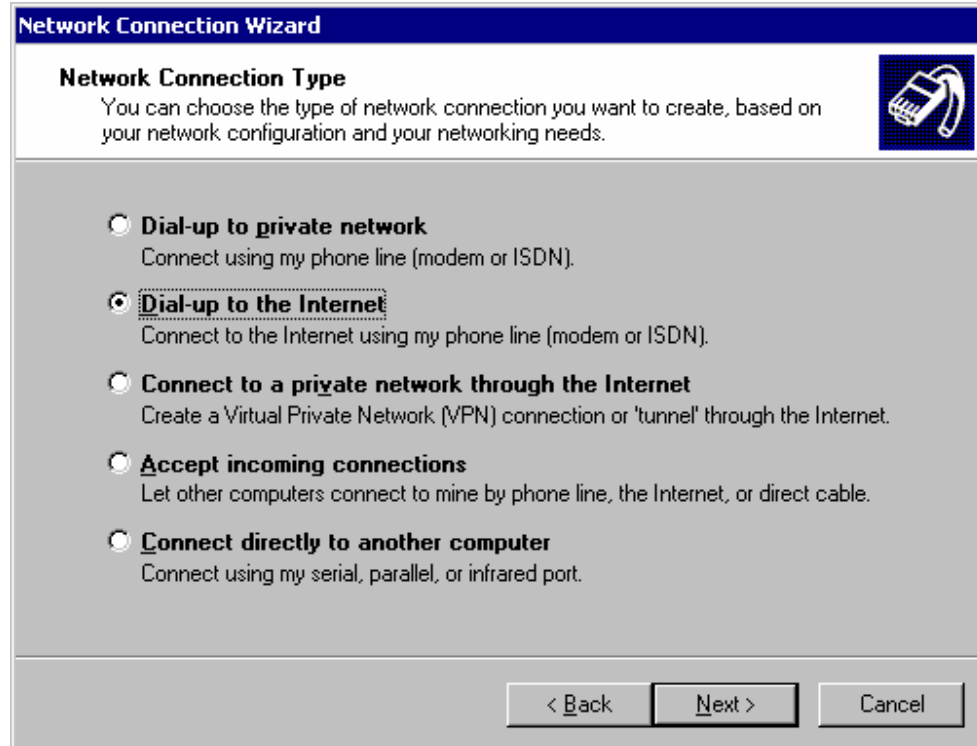 Network Connection Wizard
Network Connection Type
You can choose the type of network connection you want to create, based on
your network configuration and your networking needs.
Dial-up to private network
Connect using my phone line (modem or ISDN).
Dial-up to the Internet
Connect to the Internet using my phone line (modem or ISDN).
Connect to a private network through the Internet
Create a Virtual Private Network (VPN) connection or 'tunnel' through the Internet.
Accept incoming connections
Let other computers connect to mine by phone line, the Internet, or direct cable.
Connect directly to another computer
Connect using my serial, parallel, or infrared port.
< Back Next > Cancel